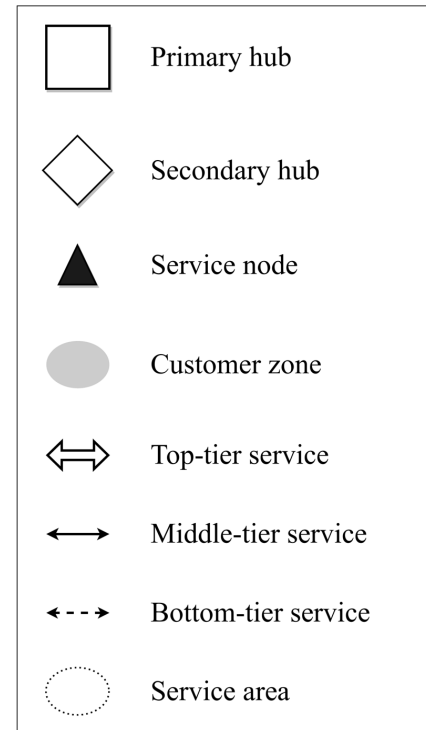 Primary hub
Secondary hub
Service node
Customer zone
Top-tier service
Middle-tier service
Bottom-tier service
Service area